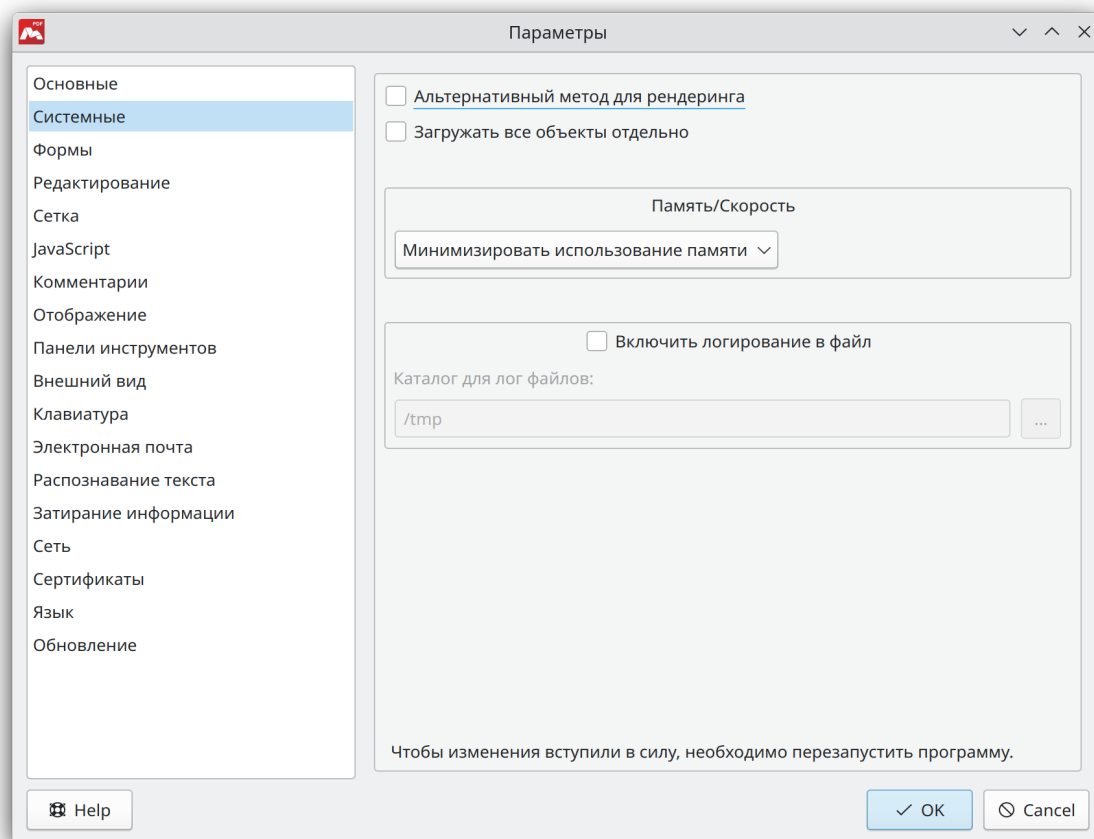 PDF
Параметры
Основные
Системные
Формы
Редактирование
Сетка
JavaScript
Комментарии
Отображение
Панели инструментов
Внешний вид
Клавиатура
Электронная почта
Распознавание текста
Затирание информации
Сеть
Сертификаты
Язык
Обновление
Альтернативный метод для рендеринга
Загружать все объекты отдельно
Память/Скорость
Минимизировать использование памяти
Включить логирование в файл
Каталог для лог файлов:
/tmp
...
Чтобы изменения вступили в силу, необходимо перезапустить программу.
Help
OK
Cancel